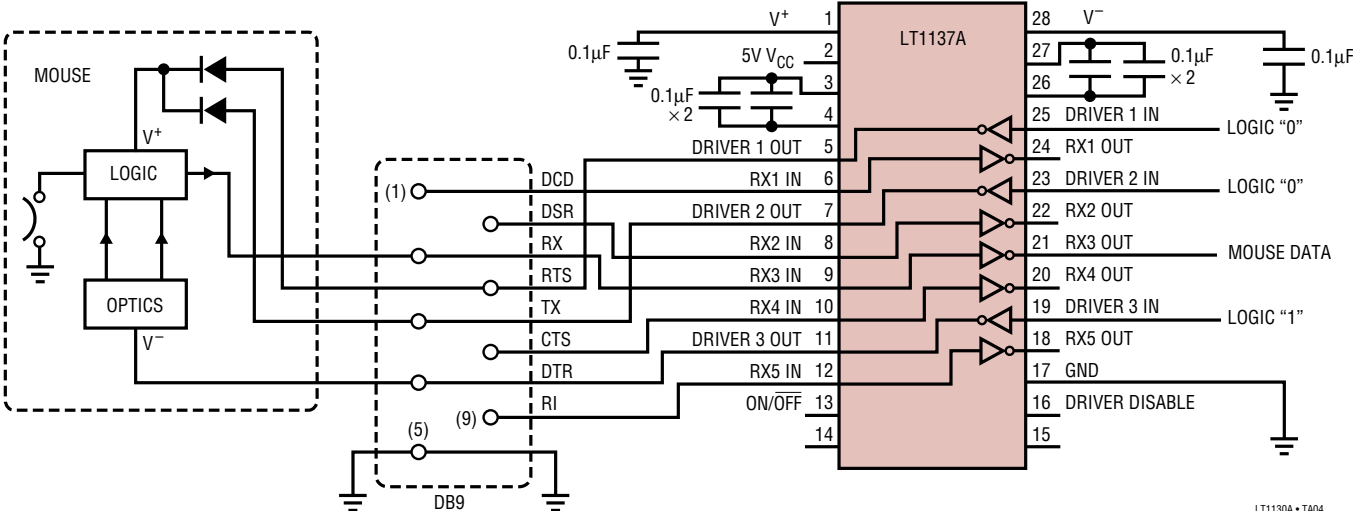 MOUSE
V+
LOGIC
OPTICS
V−
(1)
DCD
DSR
RX
RTS
TX
CTS
DTR
RI
(9)
(5)
DB9
0.1µF
V+
5V VCC
0.1µF
× 2
DRIVER 1 OUT
RX1 IN
DRIVER 2 OUT
RX2 IN
RX3 IN
RX4 IN
DRIVER 3 OUT
RX5 IN
ON/OFF
1
2
3
4
5
6
7
8
9
10
11
12
13
14
LT1137A
28 V−
27
26
25 DRIVER 1 IN
24 RX1 OUT
23 DRIVER 2 IN
22 RX2 OUT
21 RX3 OUT
20 RX4 OUT
19 DRIVER 3 IN
18 RX5 OUT
17 GND
16 DRIVER DISABLE
15
0.1µF
× 2
0.1µF
LOGIC “0”
LOGIC “0”
MOUSE DATA
LOGIC “1”
LT1130A • TA04